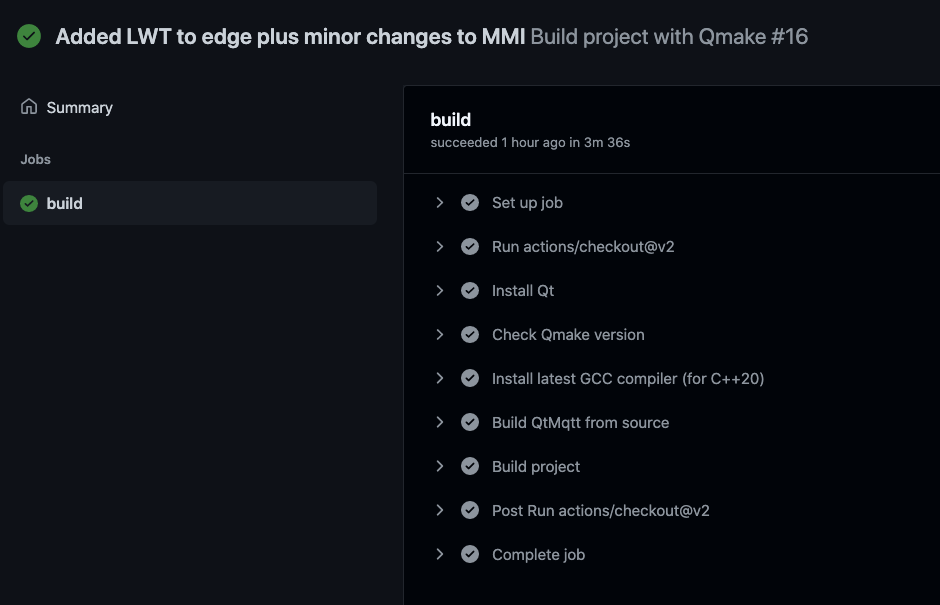 Added LWT to edge plus minor changes to MMI Build project with Qmake #16
Summary
Jobs
build
build
succeeded 1 hour ago in 3m 36s
Set up job
Run actions/checkout@v2
Install Qt
Check Qmake version
Install latest GCC compiler (for C++20)
Build QtMqtt from source
Build project
Post Run actions/checkout@v2
Complete job